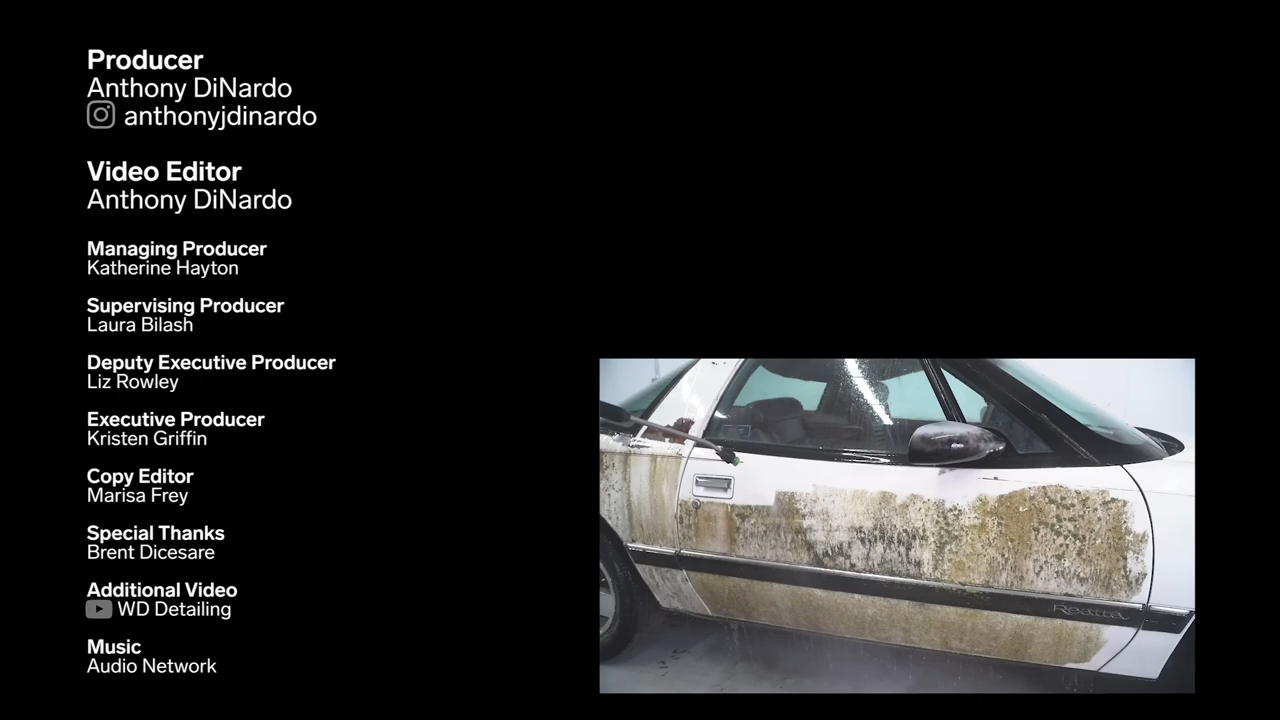 Producer
Anthony DiNardo
anthonyjdinardo
Video Editor
Anthony DiNardo
Managing Producer
Katherine Hayton
Supervising Producer
Laura Bilash
Deputy Executive Producer
Liz Rowley
Executive Producer
Kristen Griffin
Copy Editor
Marisa Frey
Special Thanks
Brent Dicesare
Additional Video
WD Detailing
Music
Audio Network
Reatta